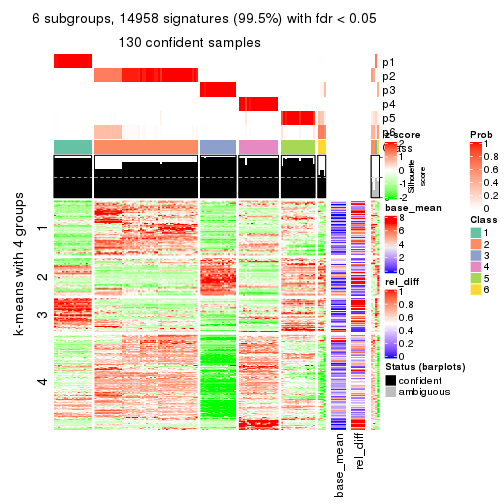 6 subgroups, 14958 signatures (99.5%) with fdr < 0.05
130 confident samples
p1
p2
p3
p4
p5
p6
z-score
2
1
0
-1
-2
Silhouette
score
k-means with 4 groups
1
2
3
4
base_mean
8
6
4
2
0
rel_diff
1
0.8
0.6
0.4
0.2
0
Status (barplots)
confident
ambiguous
Prob
1
0.8
0.6
0.4
0.2
0
Class
1
2
3
4
5
6
base_mean
rel_diff